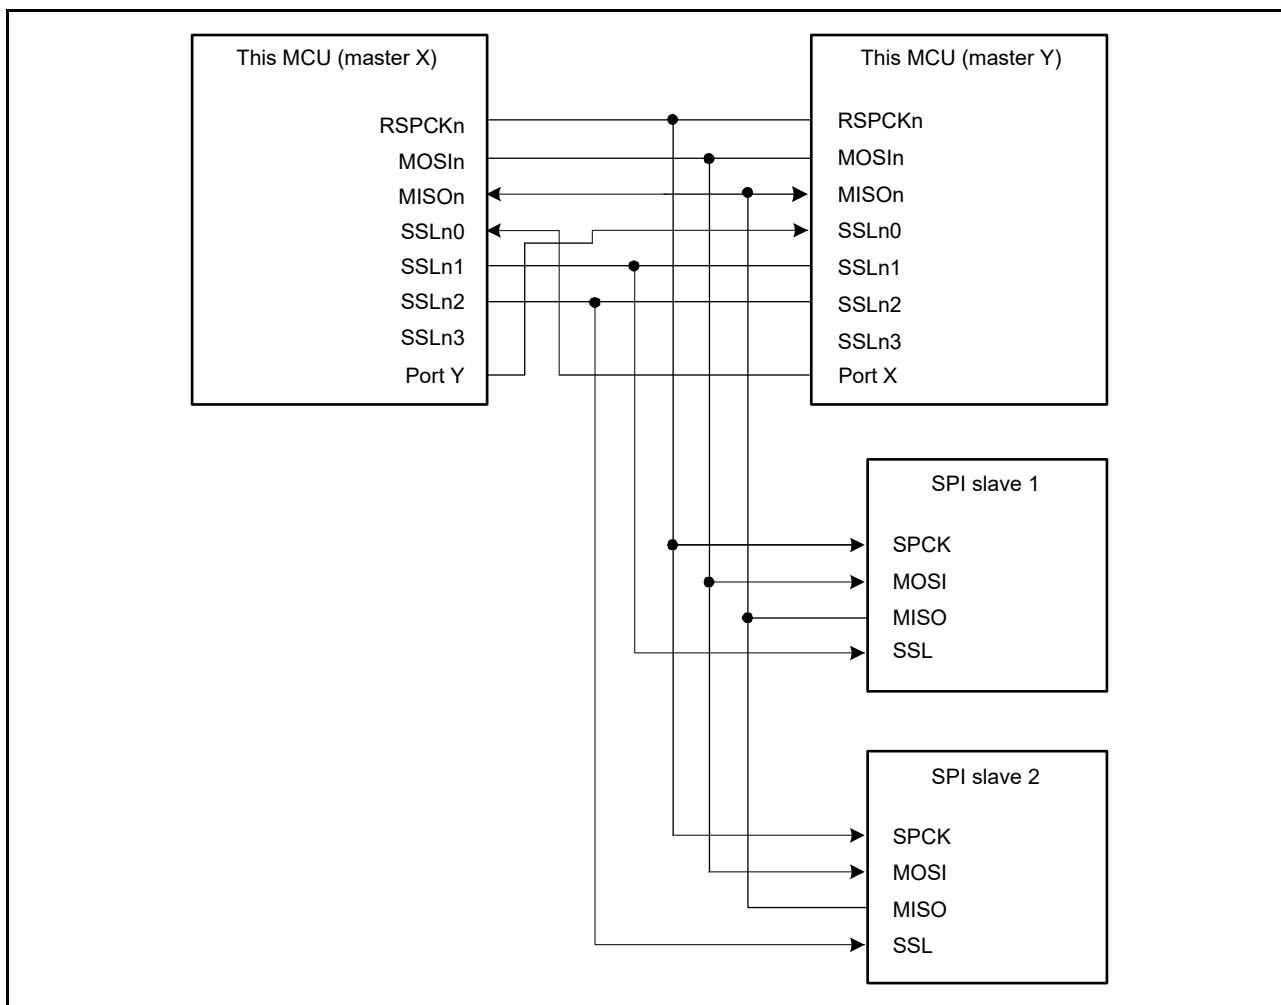 This MCU (master X)
RSPCKn
MOSIn
MISOn
SSLn0
SSLn1
SSLn2
SSLn3
Port Y
This MCU (master Y)
RSPCKn
MOSIn
MISOn
SSLn0
SSLn1
SSLn2
SSLn3
Port X
SPI slave 1
SPCK
MOSI
MISO
SSL
SPI slave 2
SPCK
MOSI
MISO
SSL